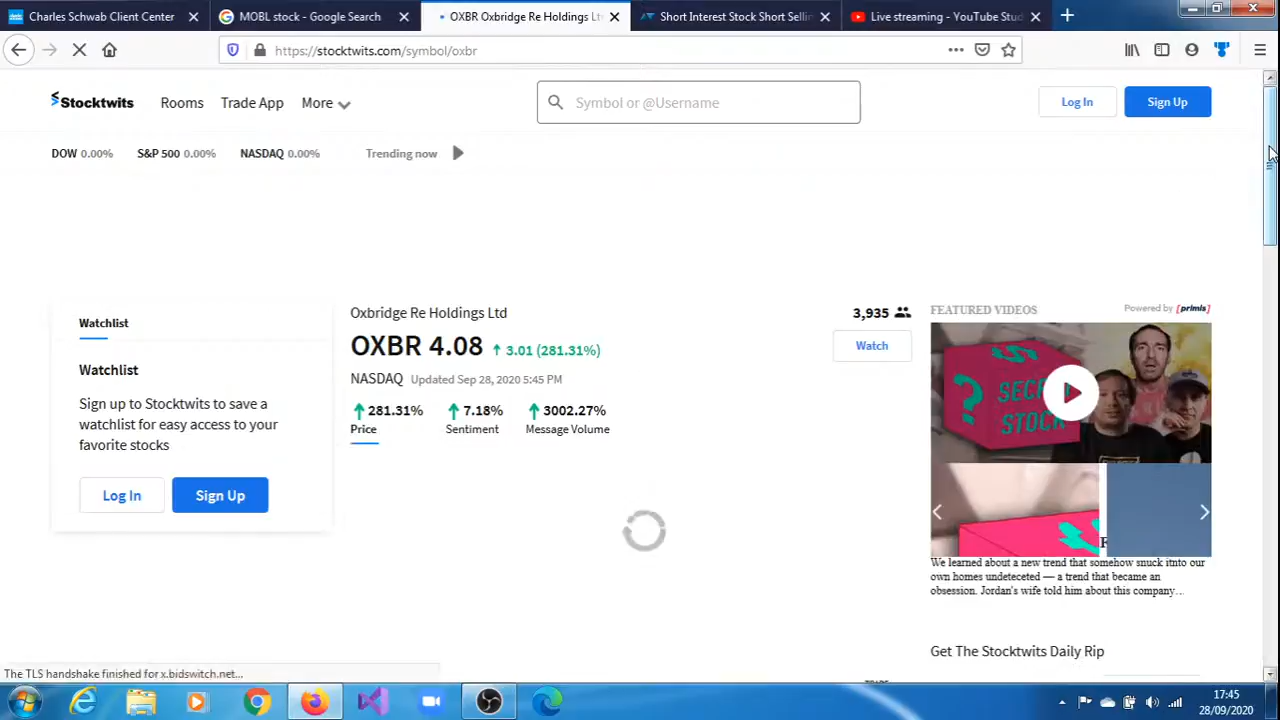 Charles Schwab Client Center
MOBL stock - Google Search
OXBR Oxbridge Re Holdings Lt
Short Interest Stock Short Sellin
Live streaming - YouTube Stud
https://stocktwits.com/symbol/oxbr
Stocktwits
Rooms
Trade App
More
Symbol or @Username
Log In
Sign Up
DOW 0.00%
S&P 500 0.00%
NASDAQ 0.00%
Trending now
Watchlist
Watchlist
Sign up to Stocktwits to save a
watchlist for easy access to your
favorite stocks
Log In
Sign Up
Oxbridge Re Holdings Ltd
3,935
OXBR 4.08
3.01 (281.31%)
Watch
NASDAQ
Updated Sep 28, 2020 5:45 PM
281.31%
Price
7.18%
Sentiment
3002.27%
Message Volume
FEATURED VIDEOS
Powered by [primis]
We learned about a new trend that somehow snuck itnto our
own homes undeteceted — a trend that became an
obsession. Jordan's wife told him about this company…
Get The Stocktwits Daily Rip
The TLS handshake finished for x.bidswitch.net...
17:45
28/09/2020